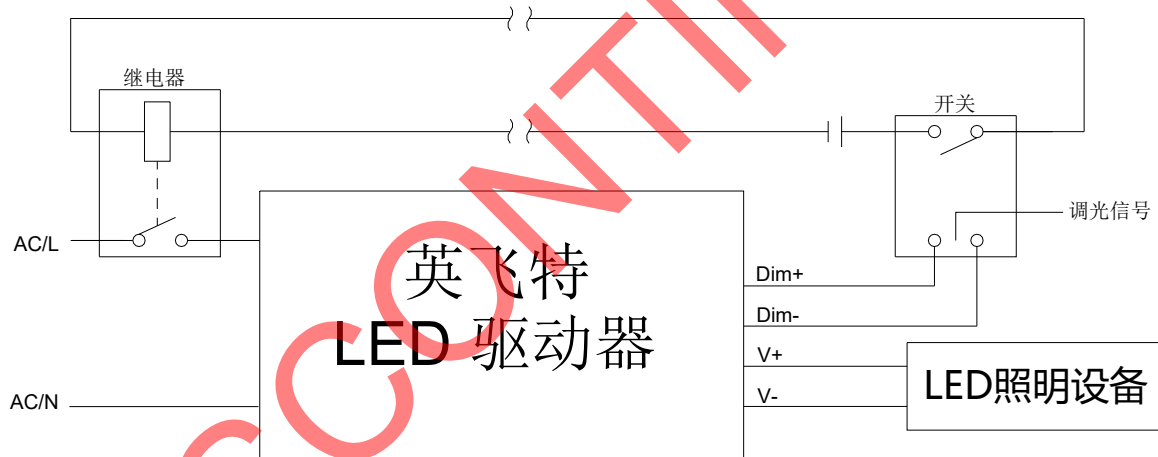 继电器
开关
调光信号
AC/L
英飞特
LED 驱动器
Dim+
Dim-
V+
V-
LED照明设备
AC/N